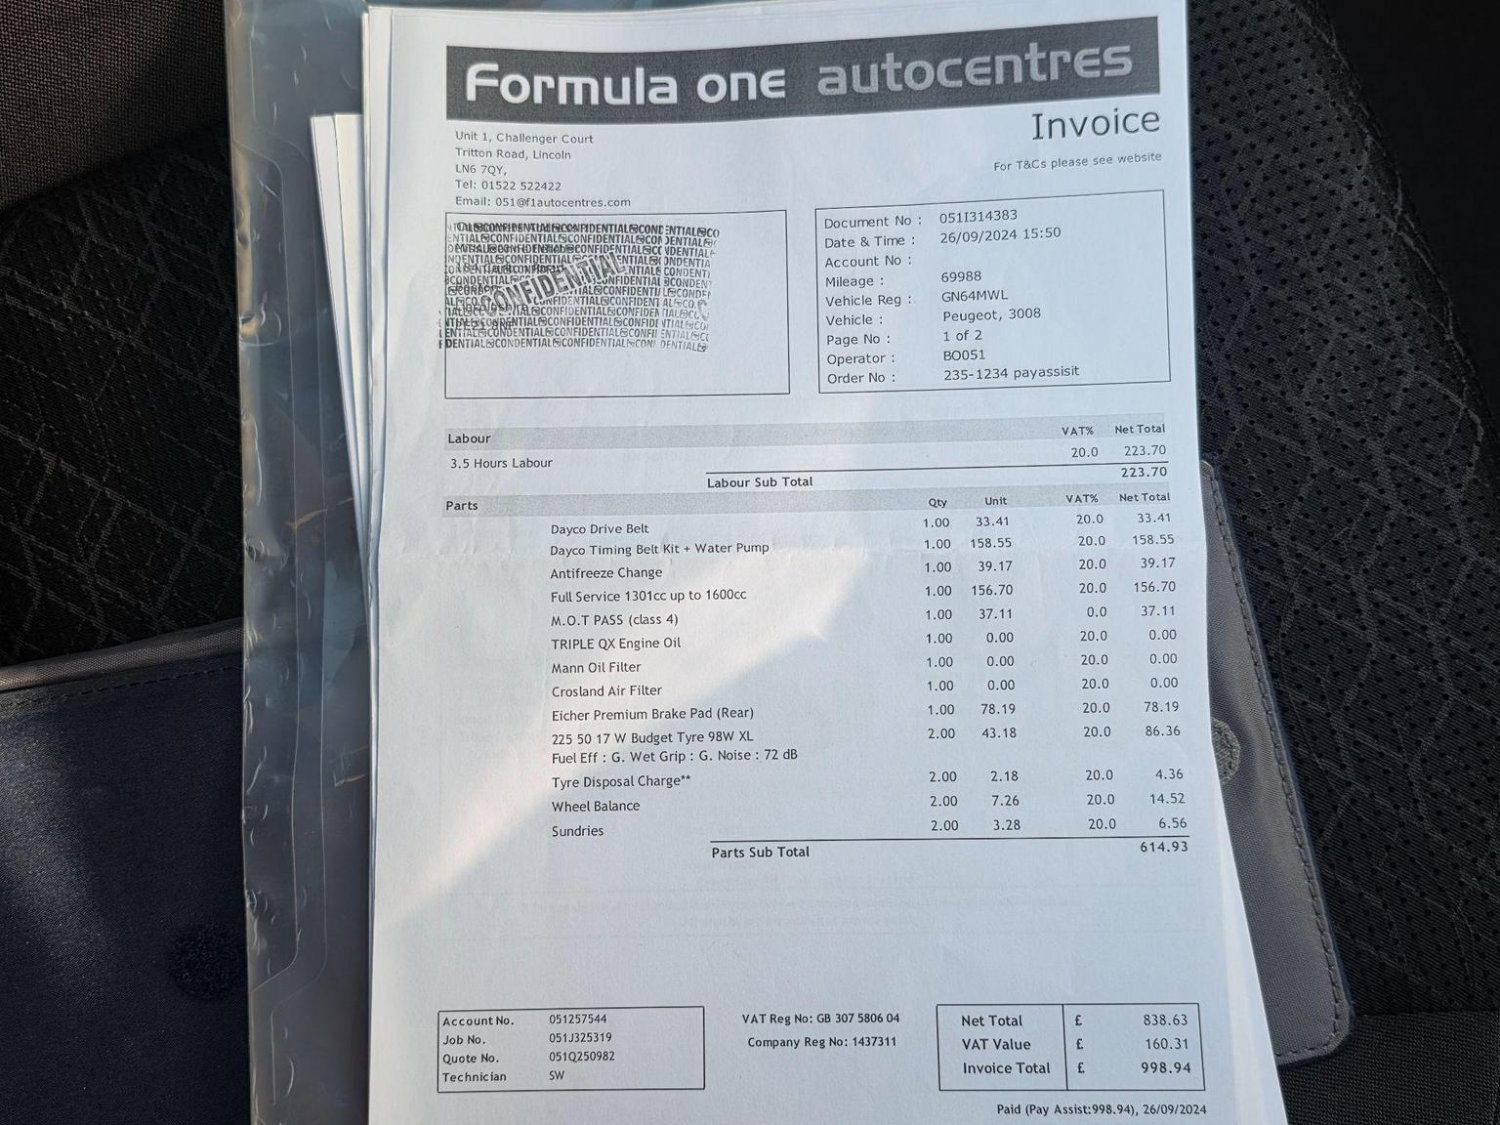 Formula one autocentres
Invoice
For T&Cs please see website
Unit 1, Challenger Court
Tritton Road, Lincoln
LN6 7QY,
Tel: 01522 522422
Email: 051@f1autocentres.com
CONFIDENTIAL
Document No : 051I314383
Date & Time : 26/09/2024 15:50
Account No :
Mileage : 69988
Vehicle Reg : GN64MWL
Vehicle : Peugeot, 3008
Page No : 1 of 2
Operator : BO051
Order No : 235-1234 payassisit
Labour VAT% Net Total
3.5 Hours Labour 20.0 223.70
Labour Sub Total 223.70
Parts Qty Unit VAT% Net Total
Dayco Drive Belt 1.00 33.41 20.0 33.41
Dayco Timing Belt Kit + Water Pump 1.00 158.55 20.0 158.55
Antifreeze Change 1.00 39.17 20.0 39.17
Full Service 1301cc up to 1600cc 1.00 156.70 20.0 156.70
M.O.T PASS (class 4) 1.00 37.11 0.0 37.11
TRIPLE QX Engine Oil 1.00 0.00 20.0 0.00
Mann Oil Filter 1.00 0.00 20.0 0.00
Crosland Air Filter 1.00 0.00 20.0 0.00
Eicher Premium Brake Pad (Rear) 1.00 78.19 20.0 78.19
225 50 17 W Budget Tyre 98W XL 2.00 43.18 20.0 86.36
Fuel Eff : G. Wet Grip : G. Noise : 72 dB
Tyre Disposal Charge** 2.00 2.18 20.0 4.36
Wheel Balance 2.00 7.26 20.0 14.52
Sundries 2.00 3.28 20.0 6.56
Parts Sub Total 614.93
Account No. 051257544
Job No. 051J325319
Quote No. 051Q250982
Technician SW
VAT Reg No: GB 307 5806 04
Company Reg No: 1437311
Net Total £ 838.63
VAT Value £ 160.31
Invoice Total £ 998.94
Paid (Pay Assist:998.94), 26/09/2024